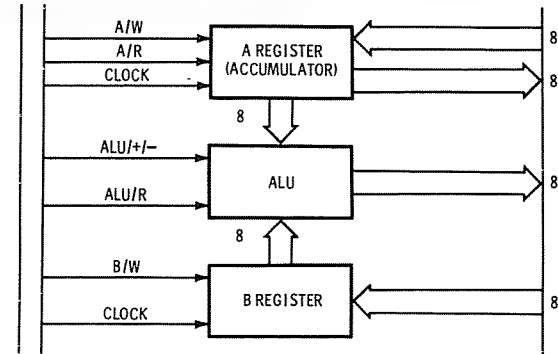 A/W
A/R
CLOCK
A REGISTER
(ACCUMULATOR)
8
8
8
ALU/+/−
ALU/R
ALU
8
8
B/W
CLOCK
B REGISTER
8